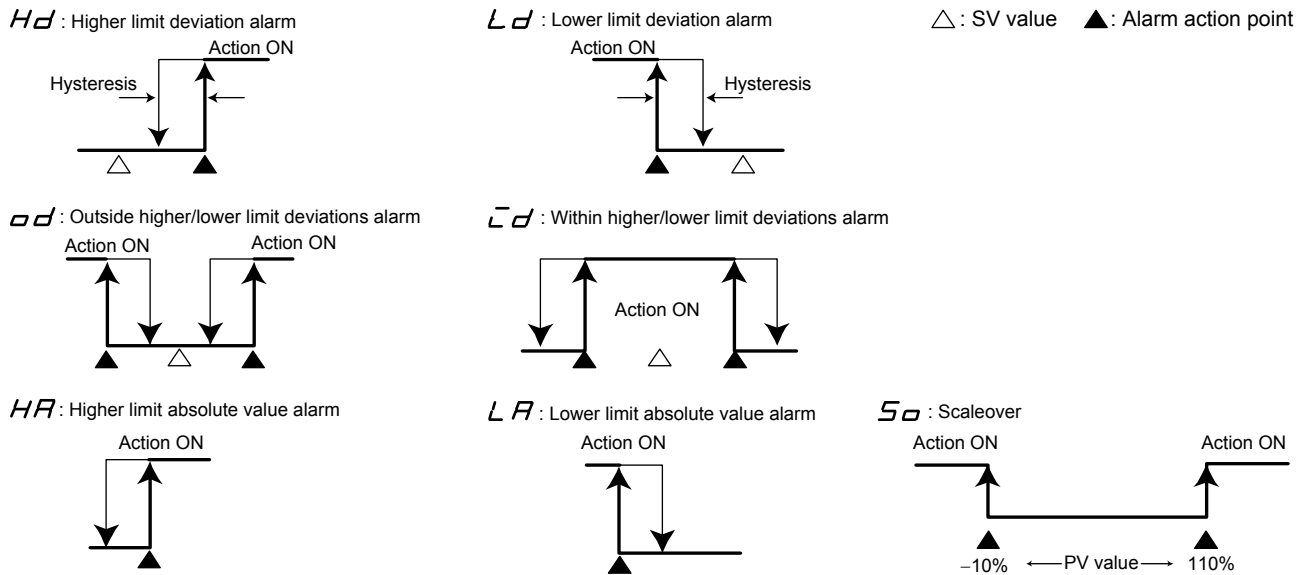 Hd : Higher limit deviation alarm
Ld : Lower limit deviation alarm
△ : SV value ▲ : Alarm action point
Action ON
Action ON
Hysteresis
Hysteresis
od : Outside higher/lower limit deviations alarm
id : Within higher/lower limit deviations alarm
Action ON
Action ON
Action ON
HA : Higher limit absolute value alarm
LA : Lower limit absolute value alarm
So : Scaleover
Action ON
Action ON
Action ON
Action ON
–10% ←PV value→ 110%